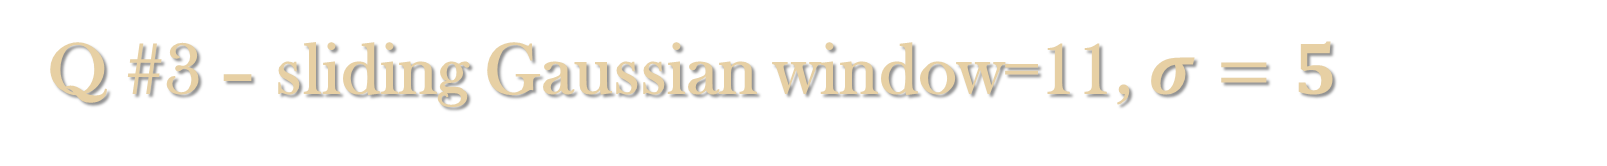 Q #3 – sliding Gaussian window=11, σ = 5